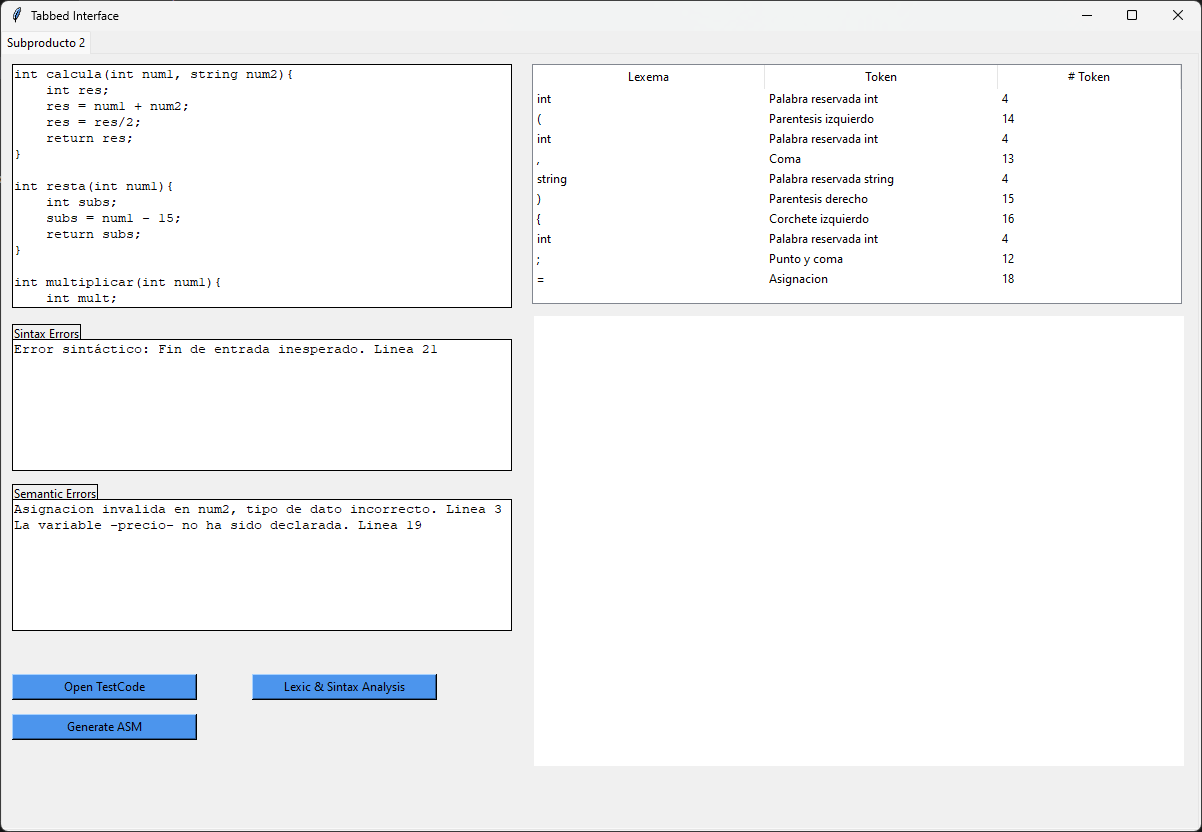 Tabbed Interface
Subproducto 2
int calcula(int num1, string num2){
    int res;
    res = num1 + num2;
    res = res/2;
    return res;
}
int resta(int num1){
    int subs;
    subs = num1 - 15;
    return subs;
}
int multiplicar(int num1){
    int mult;
Lexema Token # Token
int Palabra reservada int 4
( Parentesis izquierdo 14
int Palabra reservada int 4
, Coma 13
string Palabra reservada string 4
) Parentesis derecho 15
{ Corchete izquierdo 16
int Palabra reservada int 4
; Punto y coma 12
= Asignacion 18
Sintax Errors
Error sintáctico: Fin de entrada inesperado. Linea 21
Semantic Errors
Asignacion invalida en num2, tipo de dato incorrecto. Linea 3
La variable -precio- no ha sido declarada. Linea 19
Open TestCode
Lexic & Sintax Analysis
Generate ASM